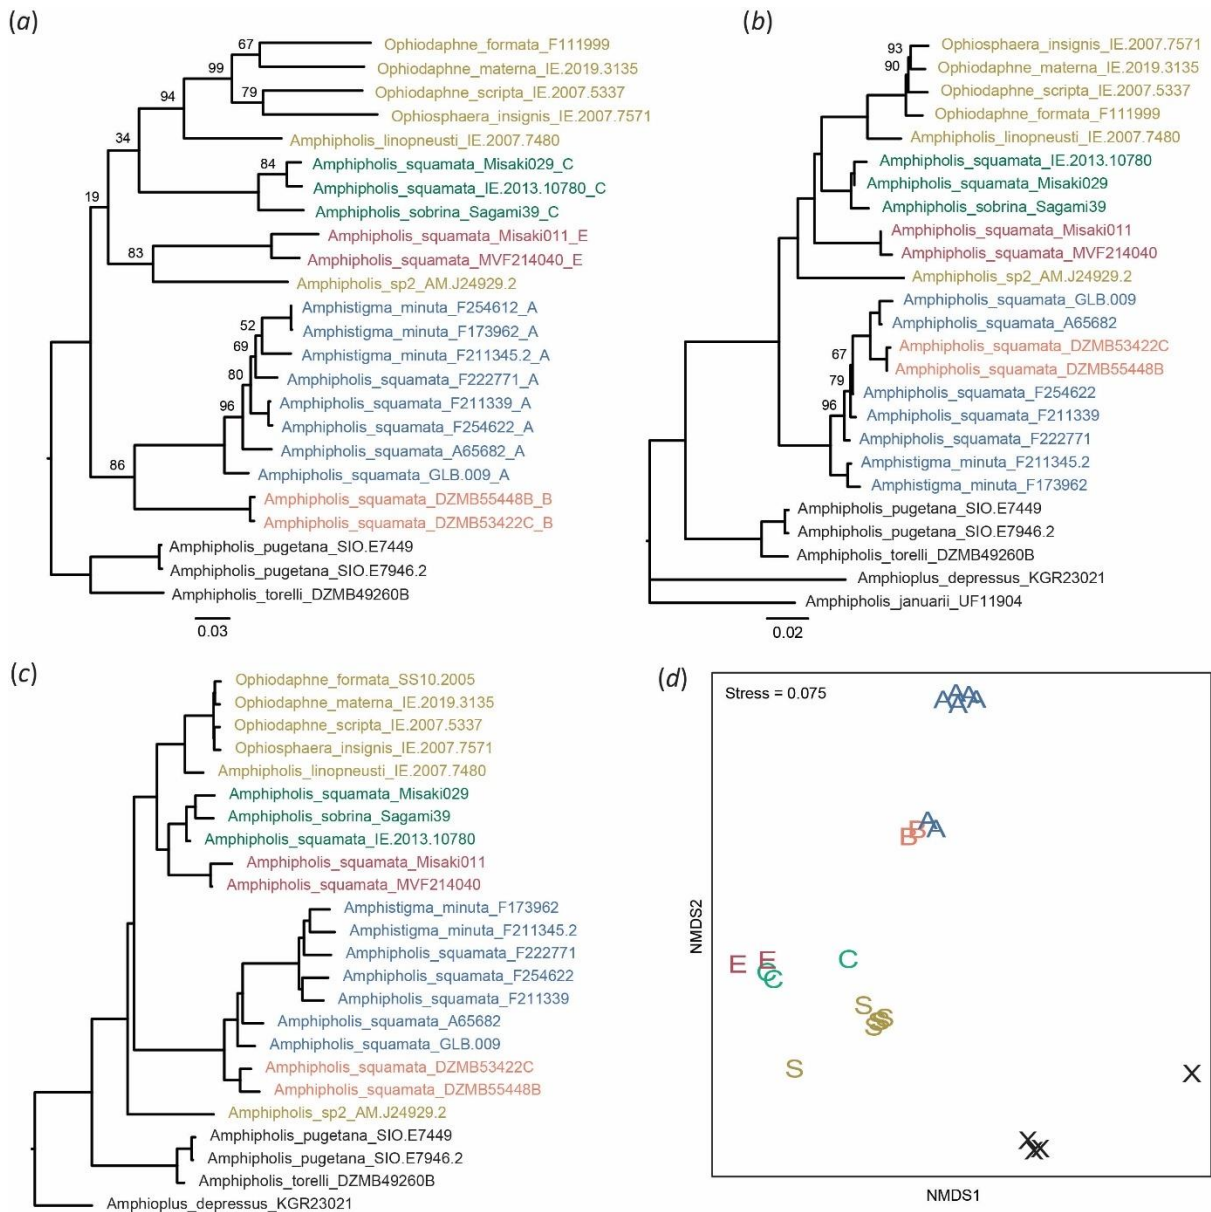 (a)
67
Ophiodaphne_formata_F111999
99
Ophiodaphne_materna_IE.2019.3135
94
79
Ophiodaphne_scripta_IE.2007.5337
Ophiosphaera_insignis_IE.2007.7571
34
Amphipholis_linopneusti_IE.2007.7480
84
Amphipholis_squamata_Misaki029_C
Amphipholis_squamata_IE.2013.10780_C
19
Amphipholis_sobrina_Sagami39_C
Amphipholis_squamata_Misaki011_E
83
Amphipholis_squamata_MVF214040_E
Amphipholis_sp2_AM.J24929.2
Amphistigma_minuta_F254612_A
52
Amphistigma_minuta_F173962_A
69
Amphistigma_minuta_F211345.2_A
80
Amphipholis_squamata_F222771_A
96
Amphipholis_squamata_F211339_A
Amphipholis_squamata_F254622_A
Amphipholis_squamata_A65682_A
86
Amphipholis_squamata_GLB.009_A
Amphipholis_squamata_DZMB55448B_B
Amphipholis_squamata_DZMB53422C_B
Amphipholis_pugetana_SIO.E7449
Amphipholis_pugetana_SIO.E7946.2
Amphipholis_torelli_DZMB49260B
0.03
(b)
93
Ophiosphaera_insignis_IE.2007.7571
90
Ophiodaphne_materna_IE.2019.3135
Ophiodaphne_scripta_IE.2007.5337
Ophiodaphne_formata_F111999
Amphipholis_linopneusti_IE.2007.7480
Amphipholis_squamata_IE.2013.10780
Amphipholis_squamata_Misaki029
Amphipholis_sobrina_Sagami39
Amphipholis_squamata_Misaki011
Amphipholis_squamata_MVF214040
Amphipholis_sp2_AM.J24929.2
Amphipholis_squamata_GLB.009
Amphipholis_squamata_A65682
67
Amphipholis_squamata_DZMB53422C
79
Amphipholis_squamata_DZMB55448B
96
Amphipholis_squamata_F254622
Amphipholis_squamata_F211339
Amphipholis_squamata_F222771
Amphistigma_minuta_F211345.2
Amphistigma_minuta_F173962
Amphipholis_pugetana_SIO.E7449
Amphipholis_pugetana_SIO.E7946.2
Amphipholis_torelli_DZMB49260B
Amphioplus_depressus_KGR23021
Amphipholis_januarii_UF11904
0.02
(c)
Ophiodaphne_formata_SS10.2005
Ophiodaphne_materna_IE.2019.3135
Ophiodaphne_scripta_IE.2007.5337
Ophiosphaera_insignis_IE.2007.7571
Amphipholis_linopneusti_IE.2007.7480
Amphipholis_squamata_Misaki029
Amphipholis_sobrina_Sagami39
Amphipholis_squamata_IE.2013.10780
Amphipholis_squamata_Misaki011
Amphipholis_squamata_MVF214040
Amphistigma_minuta_F173962
Amphistigma_minuta_F211345.2
Amphipholis_squamata_F222771
Amphipholis_squamata_F254622
Amphipholis_squamata_F211339
Amphipholis_squamata_A65682
Amphipholis_squamata_GLB.009
Amphipholis_squamata_DZMB53422C
Amphipholis_squamata_DZMB55448B
Amphipholis_sp2_AM.J24929.2
Amphipholis_pugetana_SIO.E7449
Amphipholis_pugetana_SIO.E7946.2
Amphipholis_torelli_DZMB49260B
Amphioplus_depressus_KGR23021
(d)
Stress = 0.075
A A A A A
B B A A
E E C C C
S S S S S
S
X
X X X
NMDS2
NMDS1